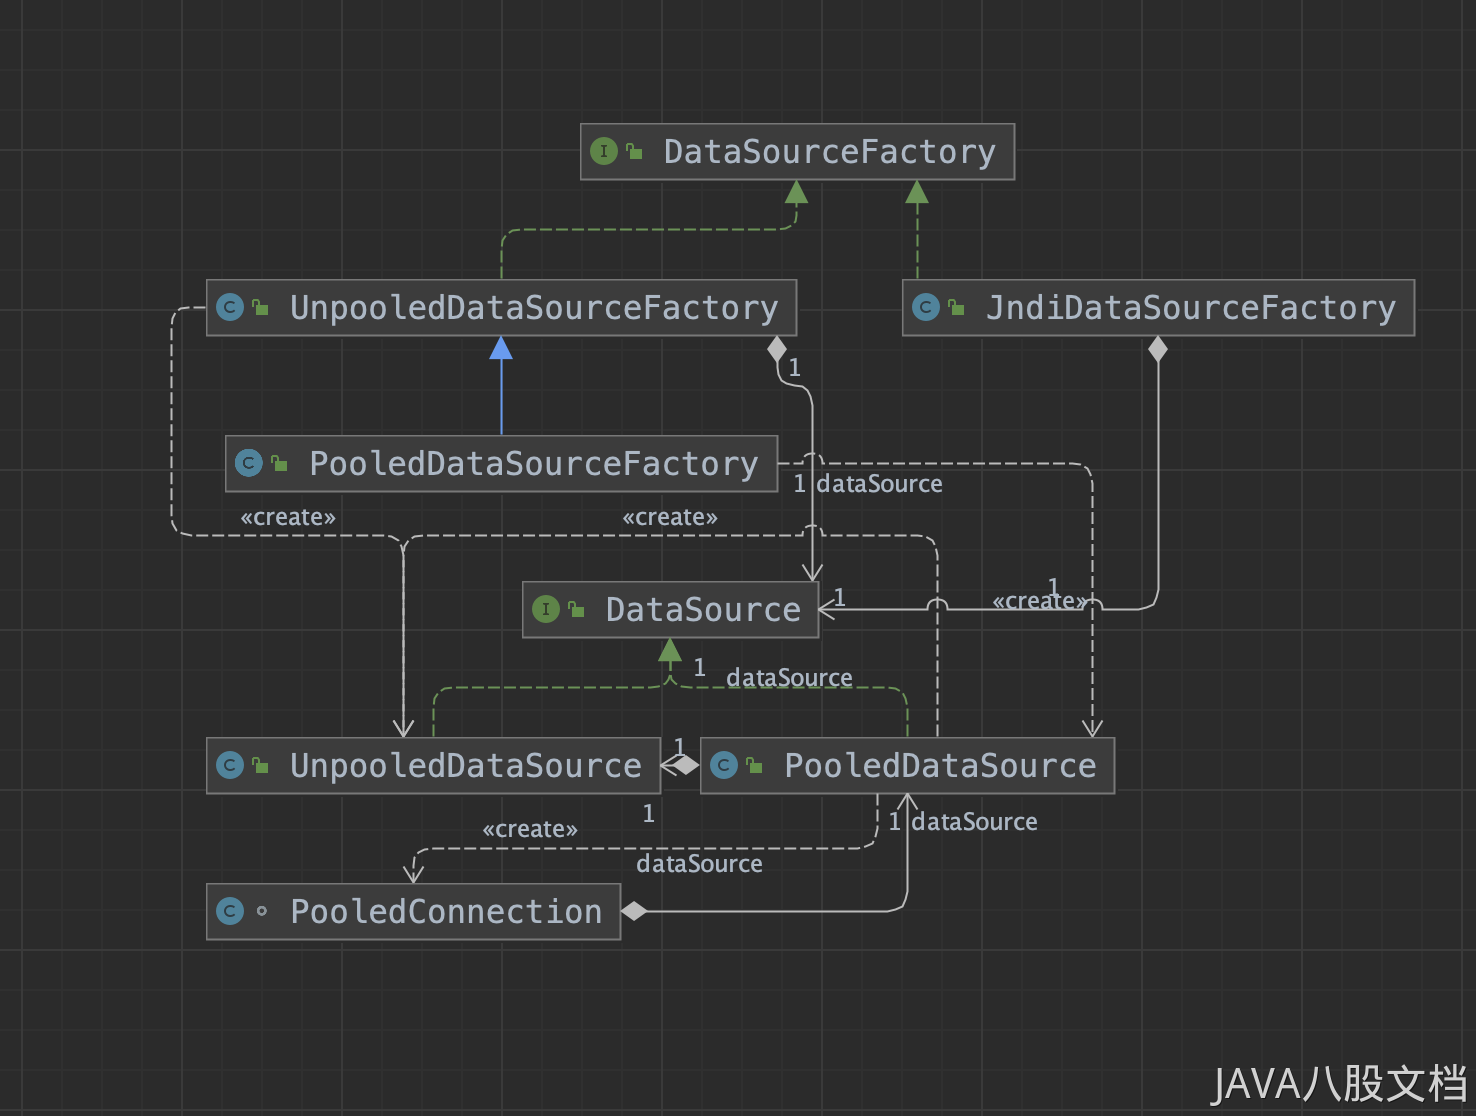 DataSourceFactory
UnpooledDataSourceFactory
JndiDataSourceFactory
1
PooledDataSourceFactory
1 dataSource
«create»
«create»
1
«create»
DataSource
1
1
dataSource
1
UnpooledDataSource
PooledDataSource
1
1 dataSource
«create»
dataSource
PooledConnection
JAVA八股文档